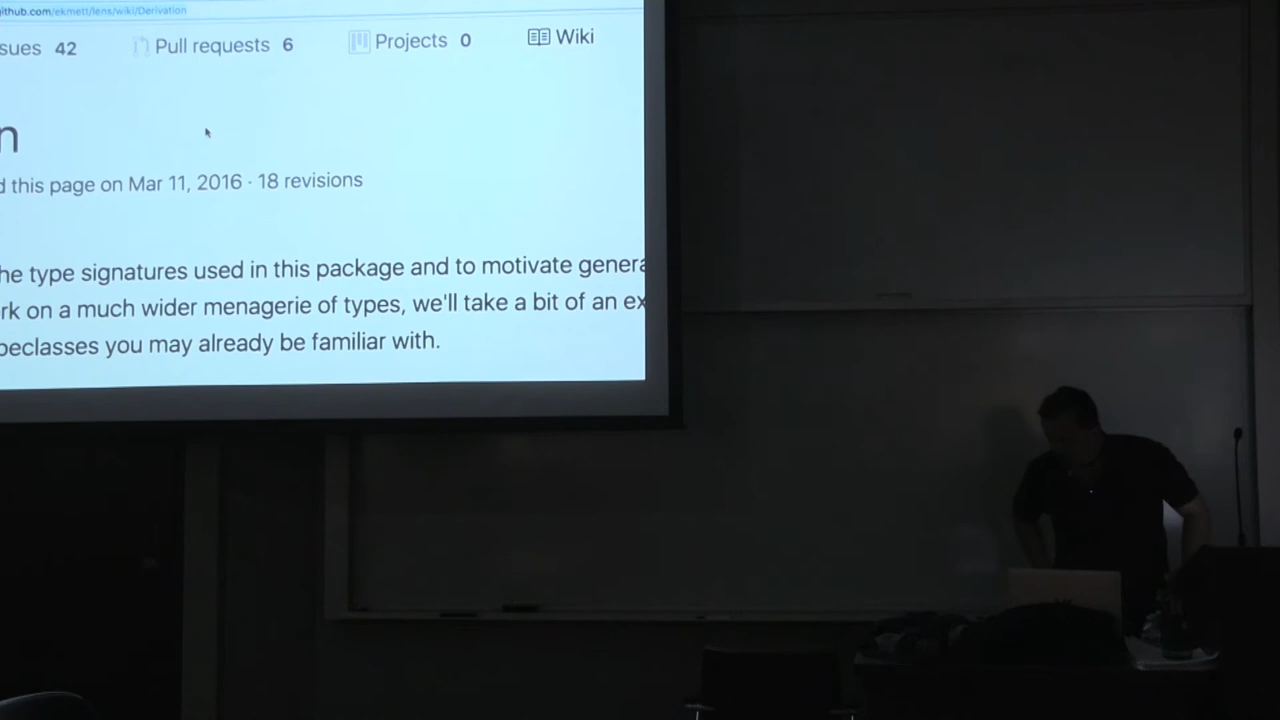 github.com/ekmett/lens/wiki/Derivation
sues 42 Pull requests 6 Projects 0 Wiki
n
d this page on Mar 11, 2016 · 18 revisions
he type signatures used in this package and to motivate genera
rk on a much wider menagerie of types, we'll take a bit of an ex
peclasses you may already be familiar with.